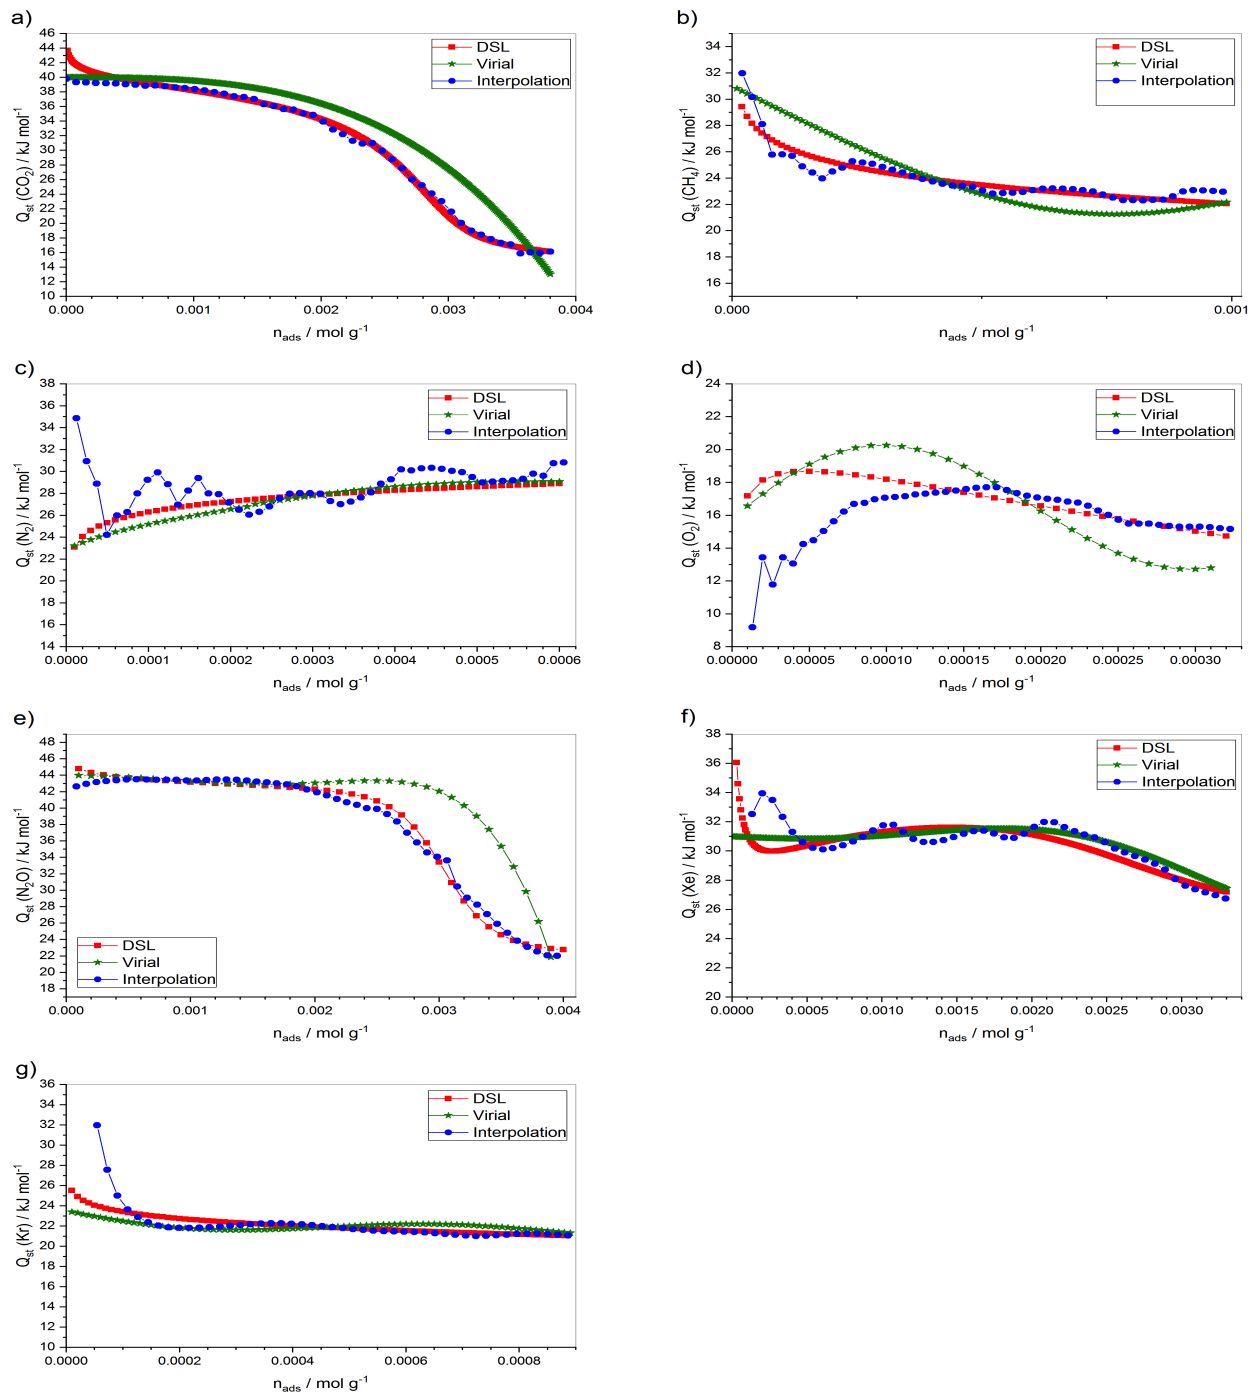 a)
46
44
42
40
38
36
34
32
30
28
26
24
22
20
18
16
14
12
10
Qst (CO2) / kJ mol-1
DSL
Virial
Interpolation
0.000 0.001 0.002 0.003 0.004
nads / mol g-1
b)
34
32
30
28
26
24
22
20
18
16
Qst (CH4) / kJ mol-1
DSL
Virial
Interpolation
0.000 0.001
nads / mol g-1
c)
38
36
34
32
30
28
26
24
22
20
18
16
14
Qst (N2) / kJ mol-1
DSL
Virial
Interpolation
0.0000 0.0001 0.0002 0.0003 0.0004 0.0005 0.0006
nads / mol g-1
d)
24
22
20
18
16
14
12
10
8
Qst (O2) / kJ mol-1
DSL
Virial
Interpolation
0.00000 0.00005 0.00010 0.00015 0.00020 0.00025 0.00030
nads / mol g-1
e)
48
46
44
42
40
38
36
34
32
30
28
26
24
22
20
18
Qst (N2O) / kJ mol-1
DSL
Virial
Interpolation
0.000 0.001 0.002 0.003 0.004
nads / mol g-1
f)
38
36
34
32
30
28
26
24
22
20
Qst (Xe) / kJ mol-1
DSL
Virial
Interpolation
0.0000 0.0005 0.0010 0.0015 0.0020 0.0025 0.0030
nads / mol g-1
g)
36
34
32
30
28
26
24
22
20
18
16
14
12
10
Qst (Kr) / kJ mol-1
DSL
Virial
Interpolation
0.0000 0.0002 0.0004 0.0006 0.0008
nads / mol g-1